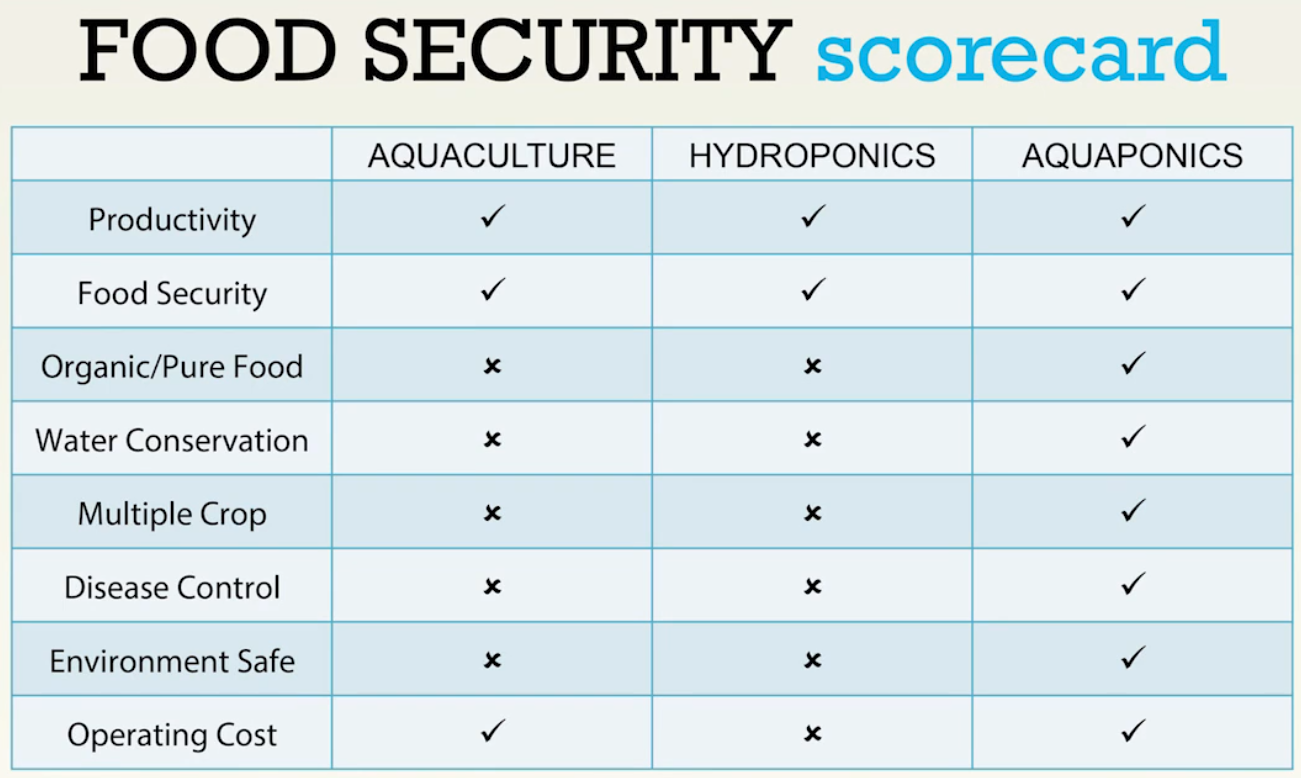 FOOD SECURITY scorecard
AQUACULTURE HYDROPONICS AQUAPONICS
Productivity ✓ ✓ ✓
Food Security ✓ ✓ ✓
Organic/Pure Food × × ✓
Water Conservation × × ✓
Multiple Crop × × ✓
Disease Control × × ✓
Environment Safe × × ✓
Operating Cost ✓ × ✓